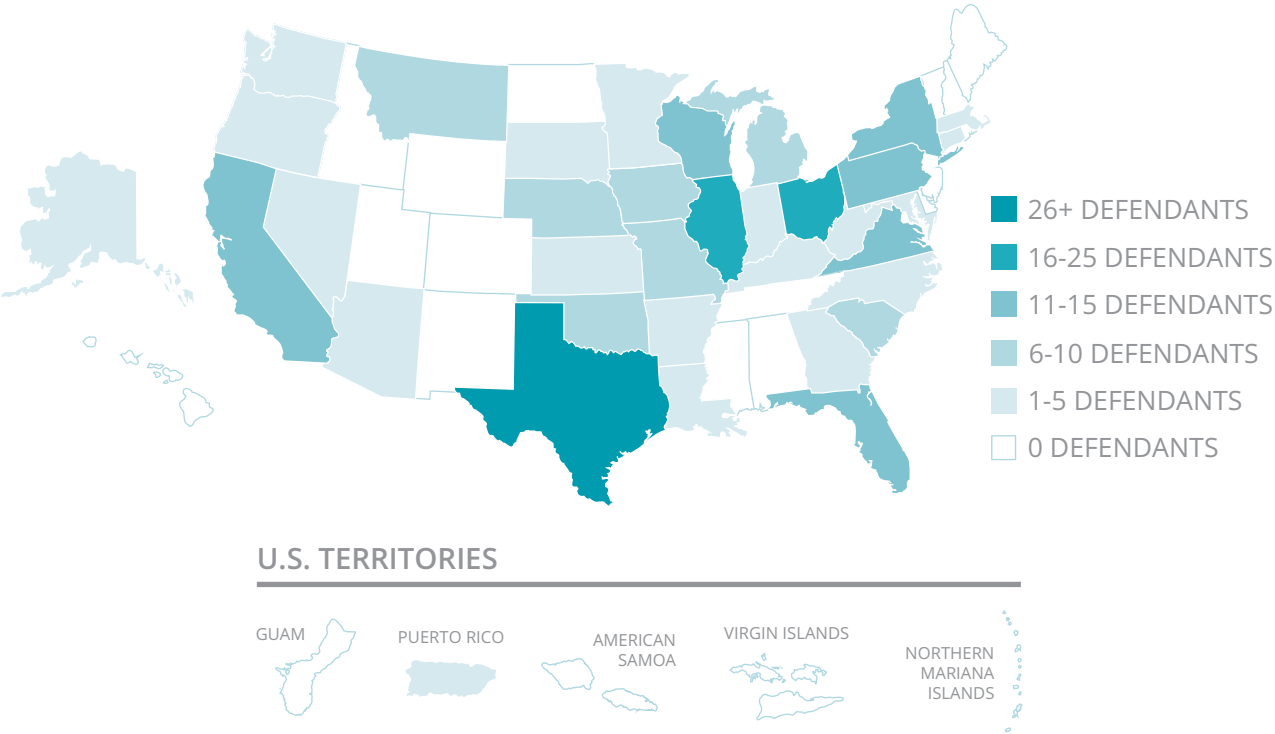 26+ DEFENDANTS
16-25 DEFENDANTS
11-15 DEFENDANTS
6-10 DEFENDANTS
1-5 DEFENDANTS
0 DEFENDANTS
U.S. TERRITORIES
GUAM
PUERTO RICO
AMERICAN
SAMOA
VIRGIN ISLANDS
NORTHERN
MARIANA
ISLANDS